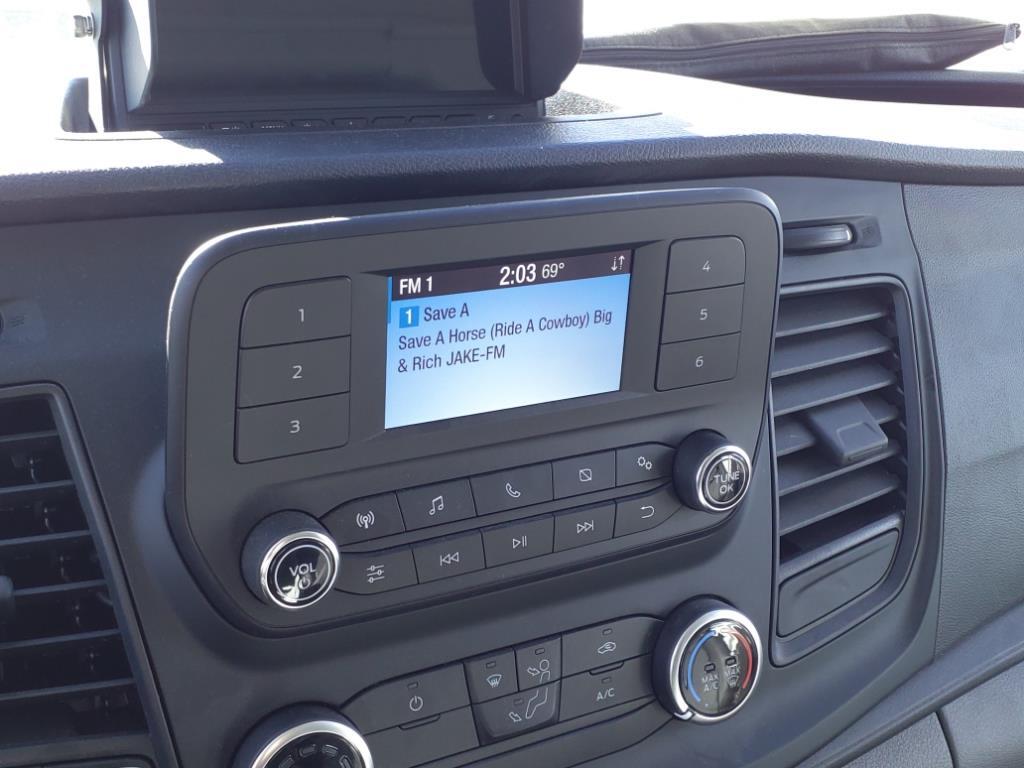 FM 1 2:03 69°
1 Save A
Save A Horse (Ride A Cowboy) Big
& Rich JAKE-FM
1
2
3
4
5
6
VOL
TUNE
OK
A/C
MAX
A/C
MAX